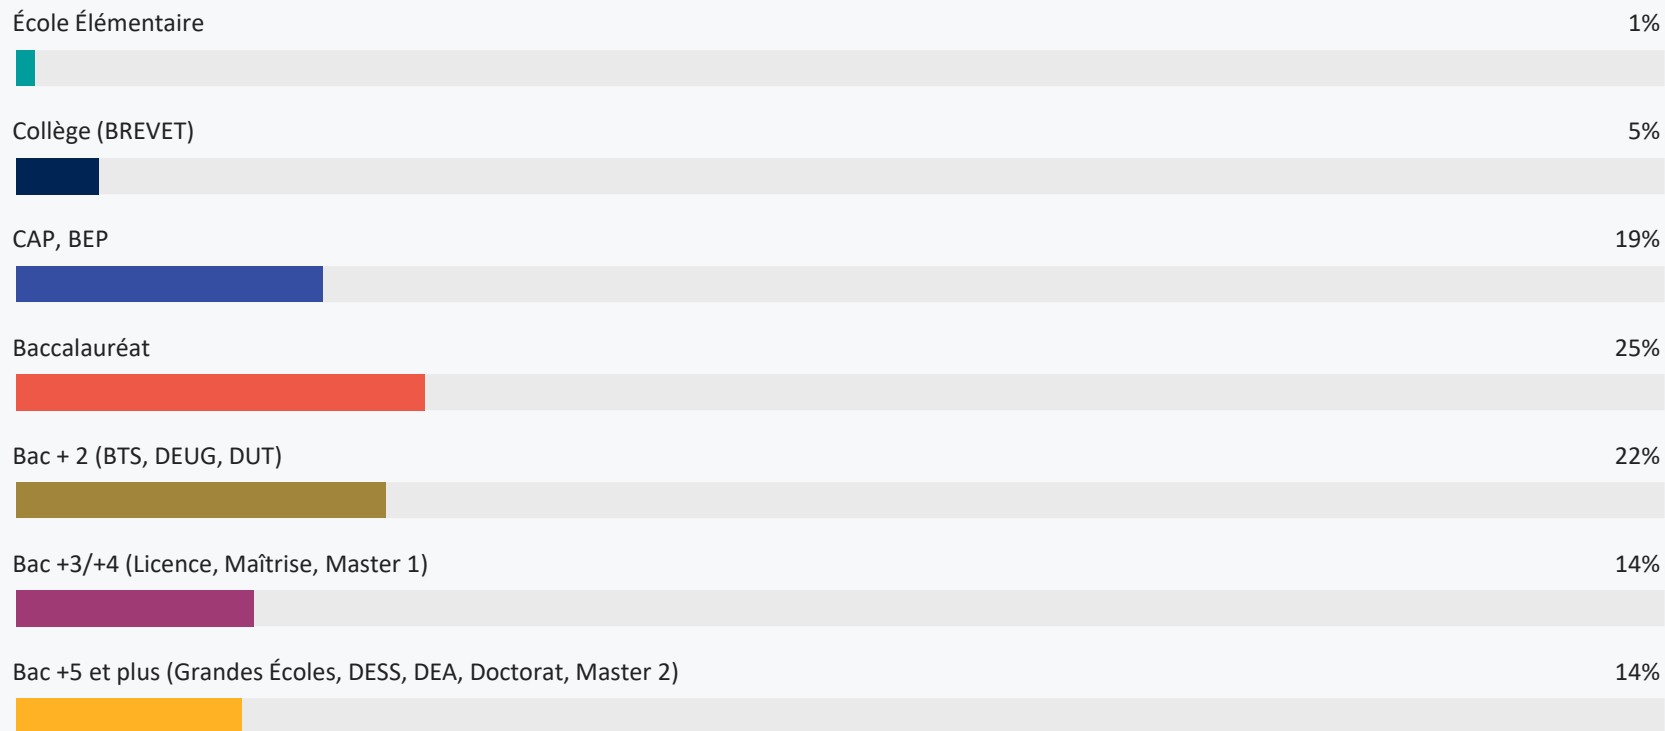 École Élémentaire 1%
Collège (BREVET) 5%
CAP, BEP 19%
Baccalauréat 25%
Bac + 2 (BTS, DEUG, DUT) 22%
Bac +3/+4 (Licence, Maîtrise, Master 1) 14%
Bac +5 et plus (Grandes Écoles, DESS, DEA, Doctorat, Master 2) 14%